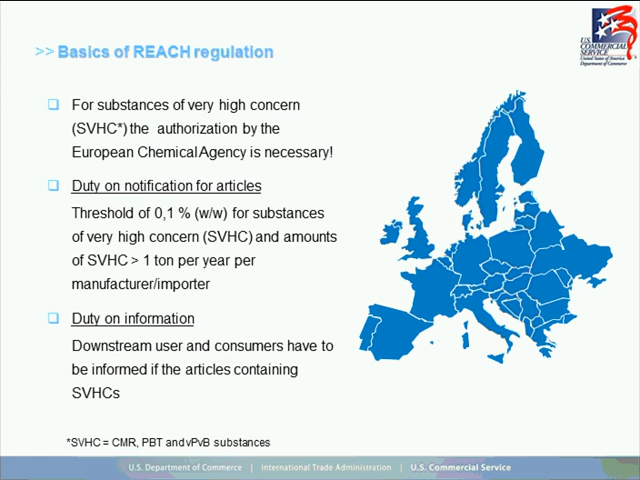 >> Basics of REACH regulation
U.S.
COMMERCIAL
SERVICE
United States of America
Department of Commerce
For substances of very high concern
(SVHC*) the authorization by the
European Chemical Agency is necessary!
Duty on notification for articles
Threshold of 0,1 % (w/w) for substances
of very high concern (SVHC) and amounts
of SVHC > 1 ton per year per
manufacturer/importer
Duty on information
Downstream user and consumers have to
be informed if the articles containing
SVHCs
*SVHC = CMR, PBT and vPvB substances
U.S. Department of Commerce | International Trade Administration | U.S. Commercial Service